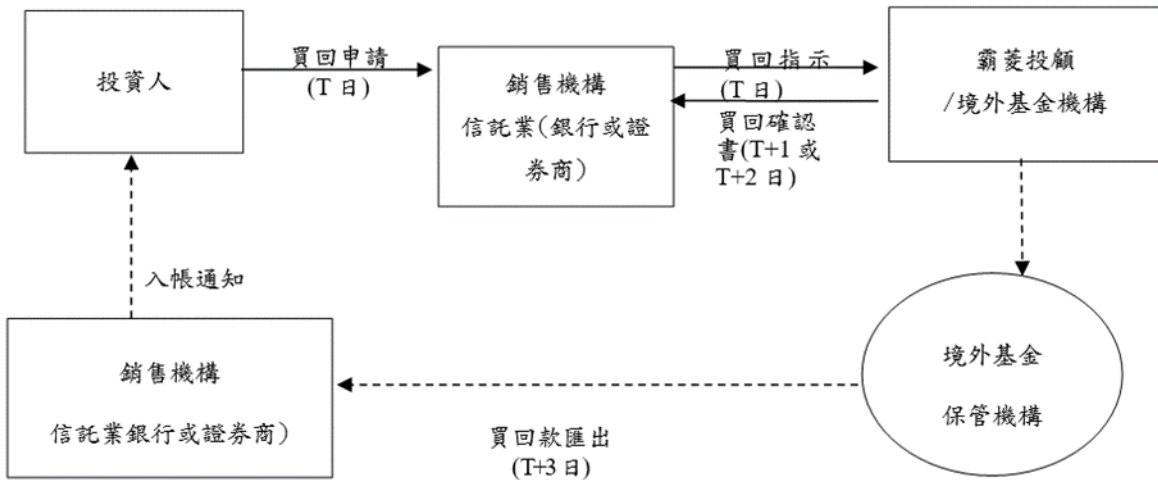 投資人
買回申請
(T 日)
銷售機構
信託業(銀行或證
券商)
買回指示
(T 日)
買回確認
書(T+1 或
T+2 日)
霸菱投顧
/境外基金機構
入帳通知
銷售機構
信託業銀行或證券商)
買回款匯出
(T+3 日)
境外基金
保管機構